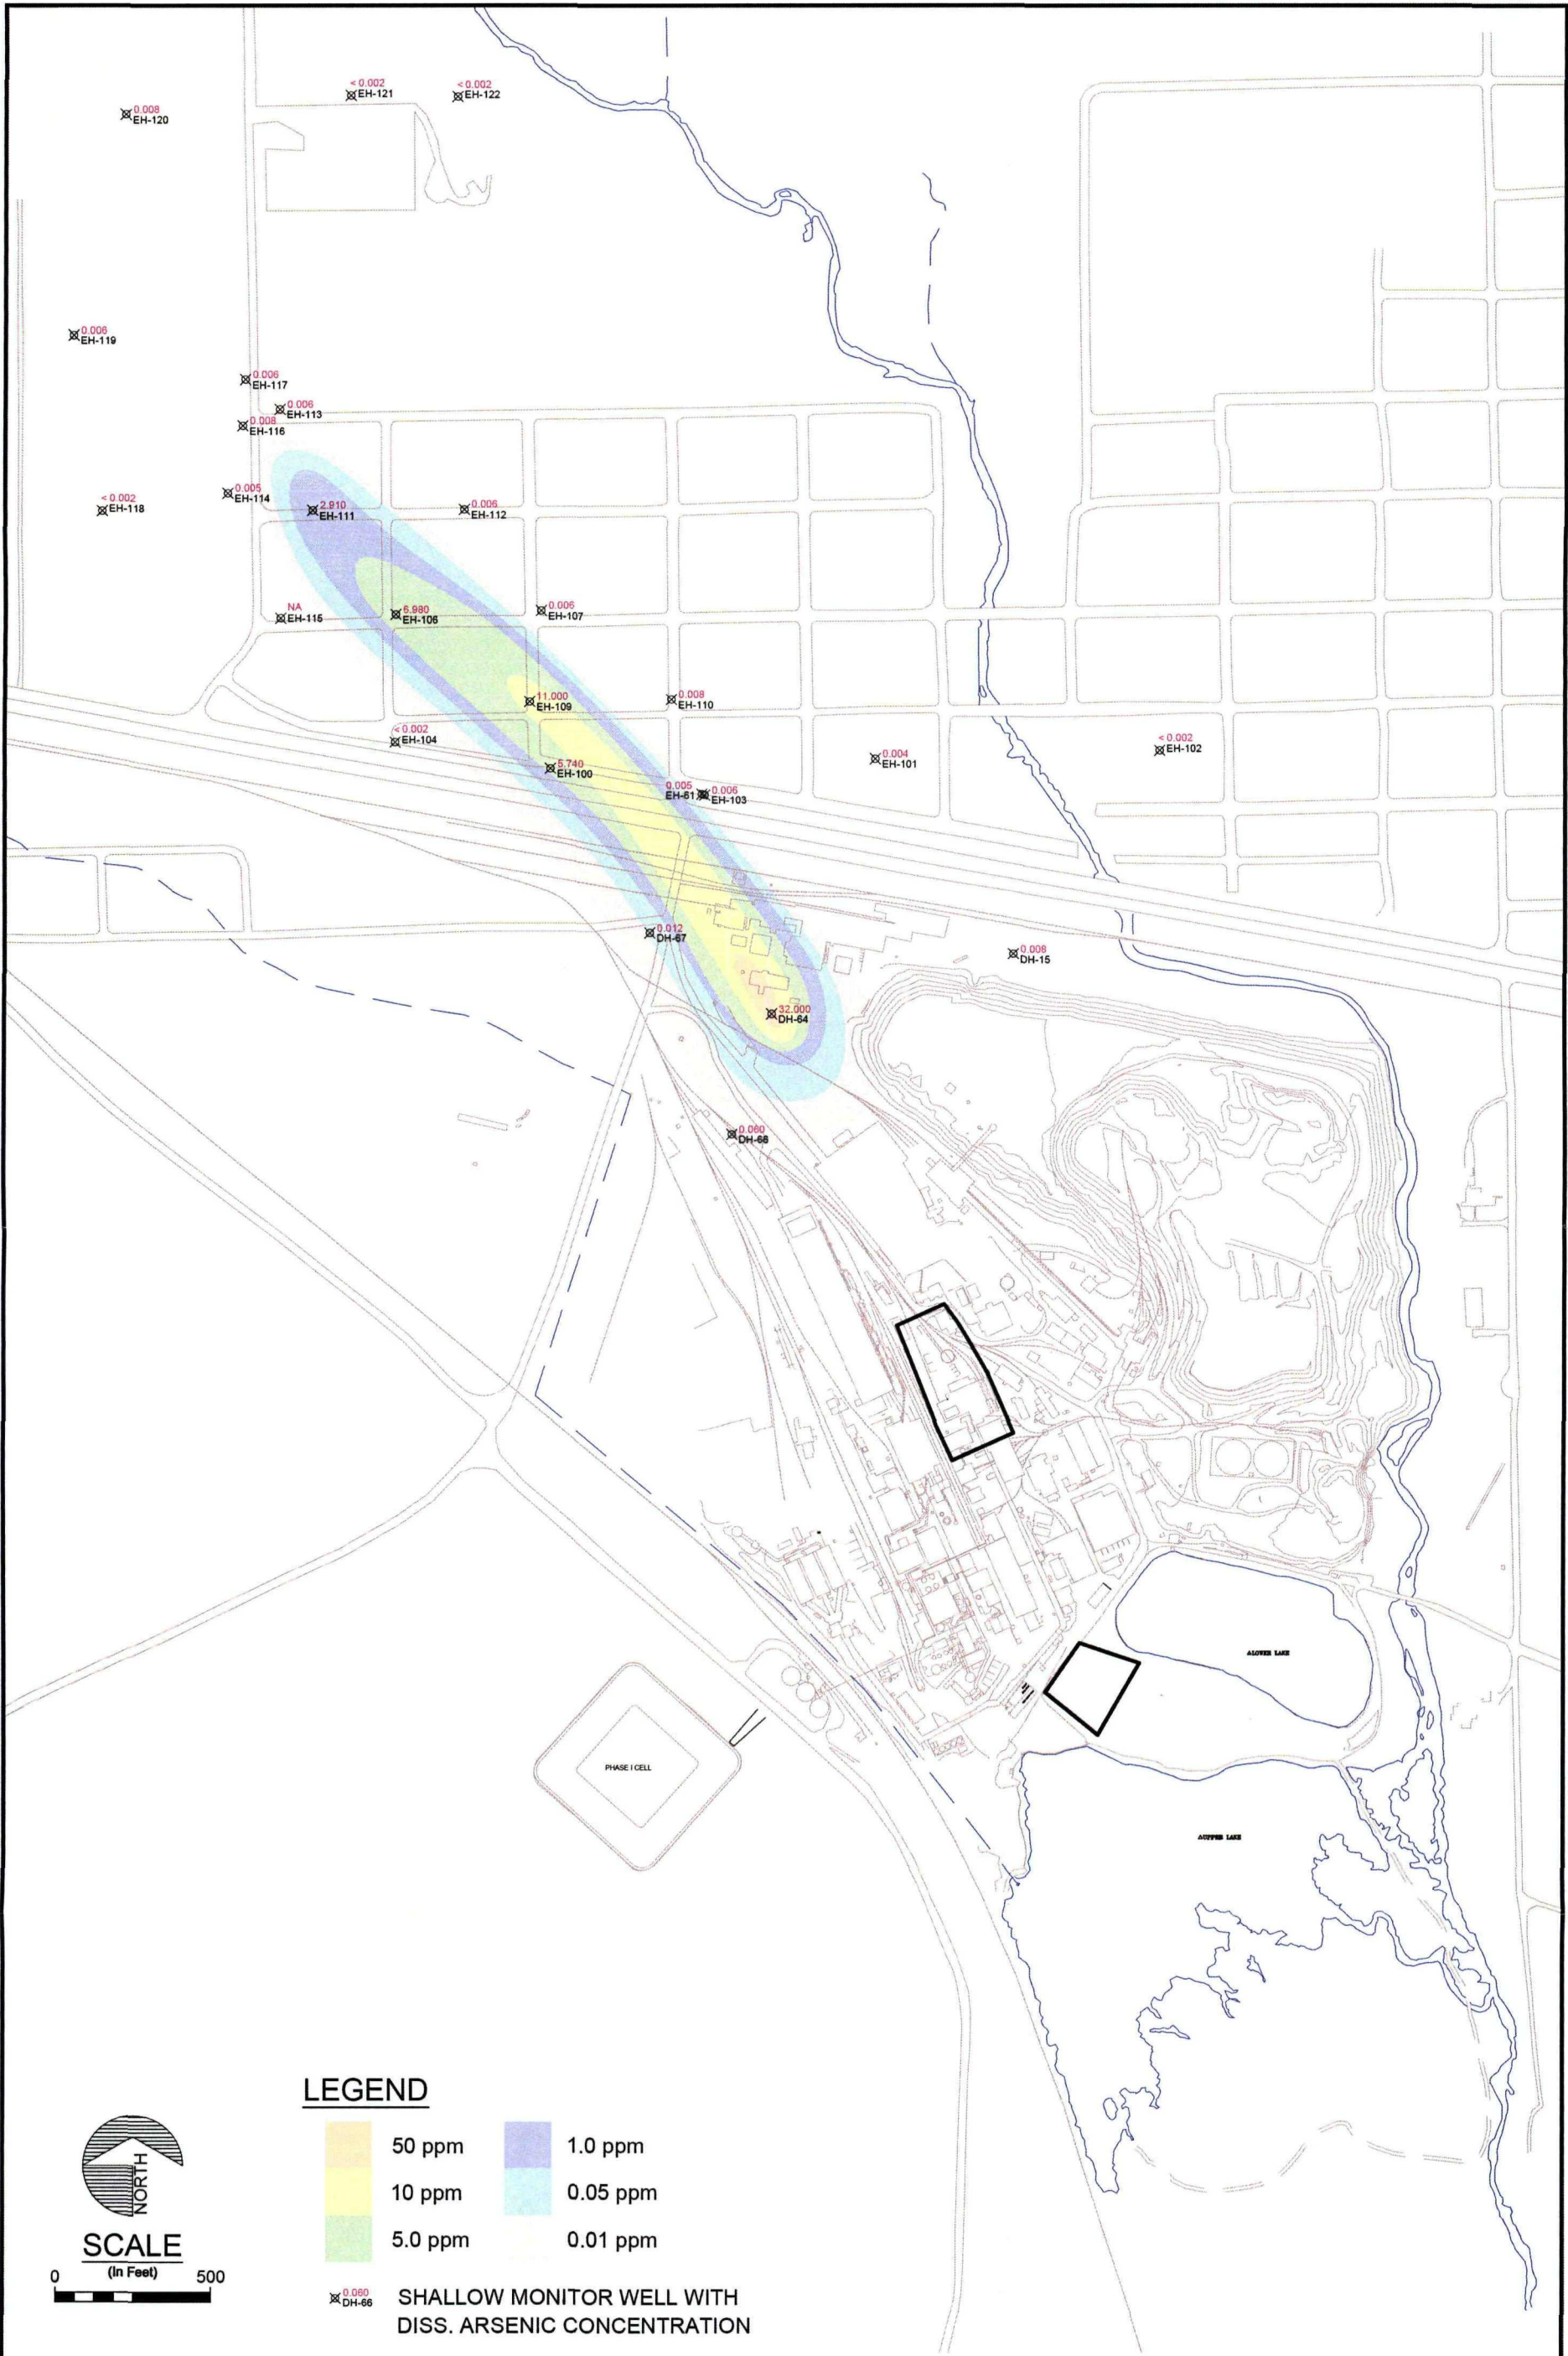 < 0.002
EH-121
< 0.002
EH-122
0.008
EH-120
0.006
EH-119
0.006
EH-117
0.006
EH-113
0.008
EH-116
0.005
EH-114
< 0.002
EH-118
2.910
EH-111
0.006
EH-112
NA
EH-115
6.980
EH-106
0.006
EH-107
11.000
EH-109
0.008
EH-110
< 0.002
EH-104
5.740
EH-100
0.004
EH-101
< 0.002
EH-102
0.005
EH-61
0.006
EH-103
0.012
DH-67
0.008
DH-15
32.000
DH-64
0.060
DH-66
LOWER LAKE
PHASE I CELL
UPPER LAKE
LEGEND
50 ppm
1.0 ppm
10 ppm
0.05 ppm
5.0 ppm
0.01 ppm
0.060
DH-66
SHALLOW MONITOR WELL WITH
DISS. ARSENIC CONCENTRATION
NORTH
SCALE
(In Feet)
0
500